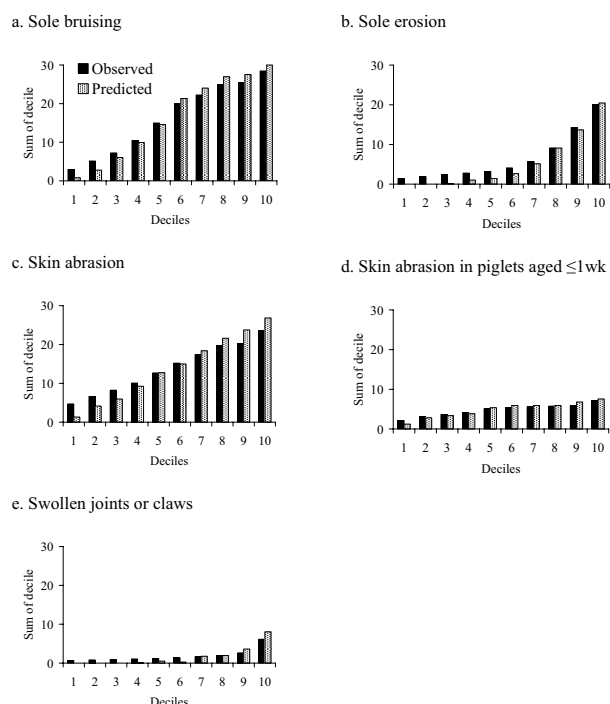 a. Sole bruising
30
20
10
0
Sum of decile
Observed
Predicted
1 2 3 4 5 6 7 8 9 10
Deciles
b. Sole erosion
30
20
10
0
Sum of decile
1 2 3 4 5 6 7 8 9 10
Deciles
c. Skin abrasion
30
20
10
0
Sum of decile
1 2 3 4 5 6 7 8 9 10
Deciles
d. Skin abrasion in piglets aged ≤1wk
30
20
10
0
Sum of decile
1 2 3 4 5 6 7 8 9 10
Deciles
e. Swollen joints or claws
30
20
10
0
Sum of decile
1 2 3 4 5 6 7 8 9 10
Deciles